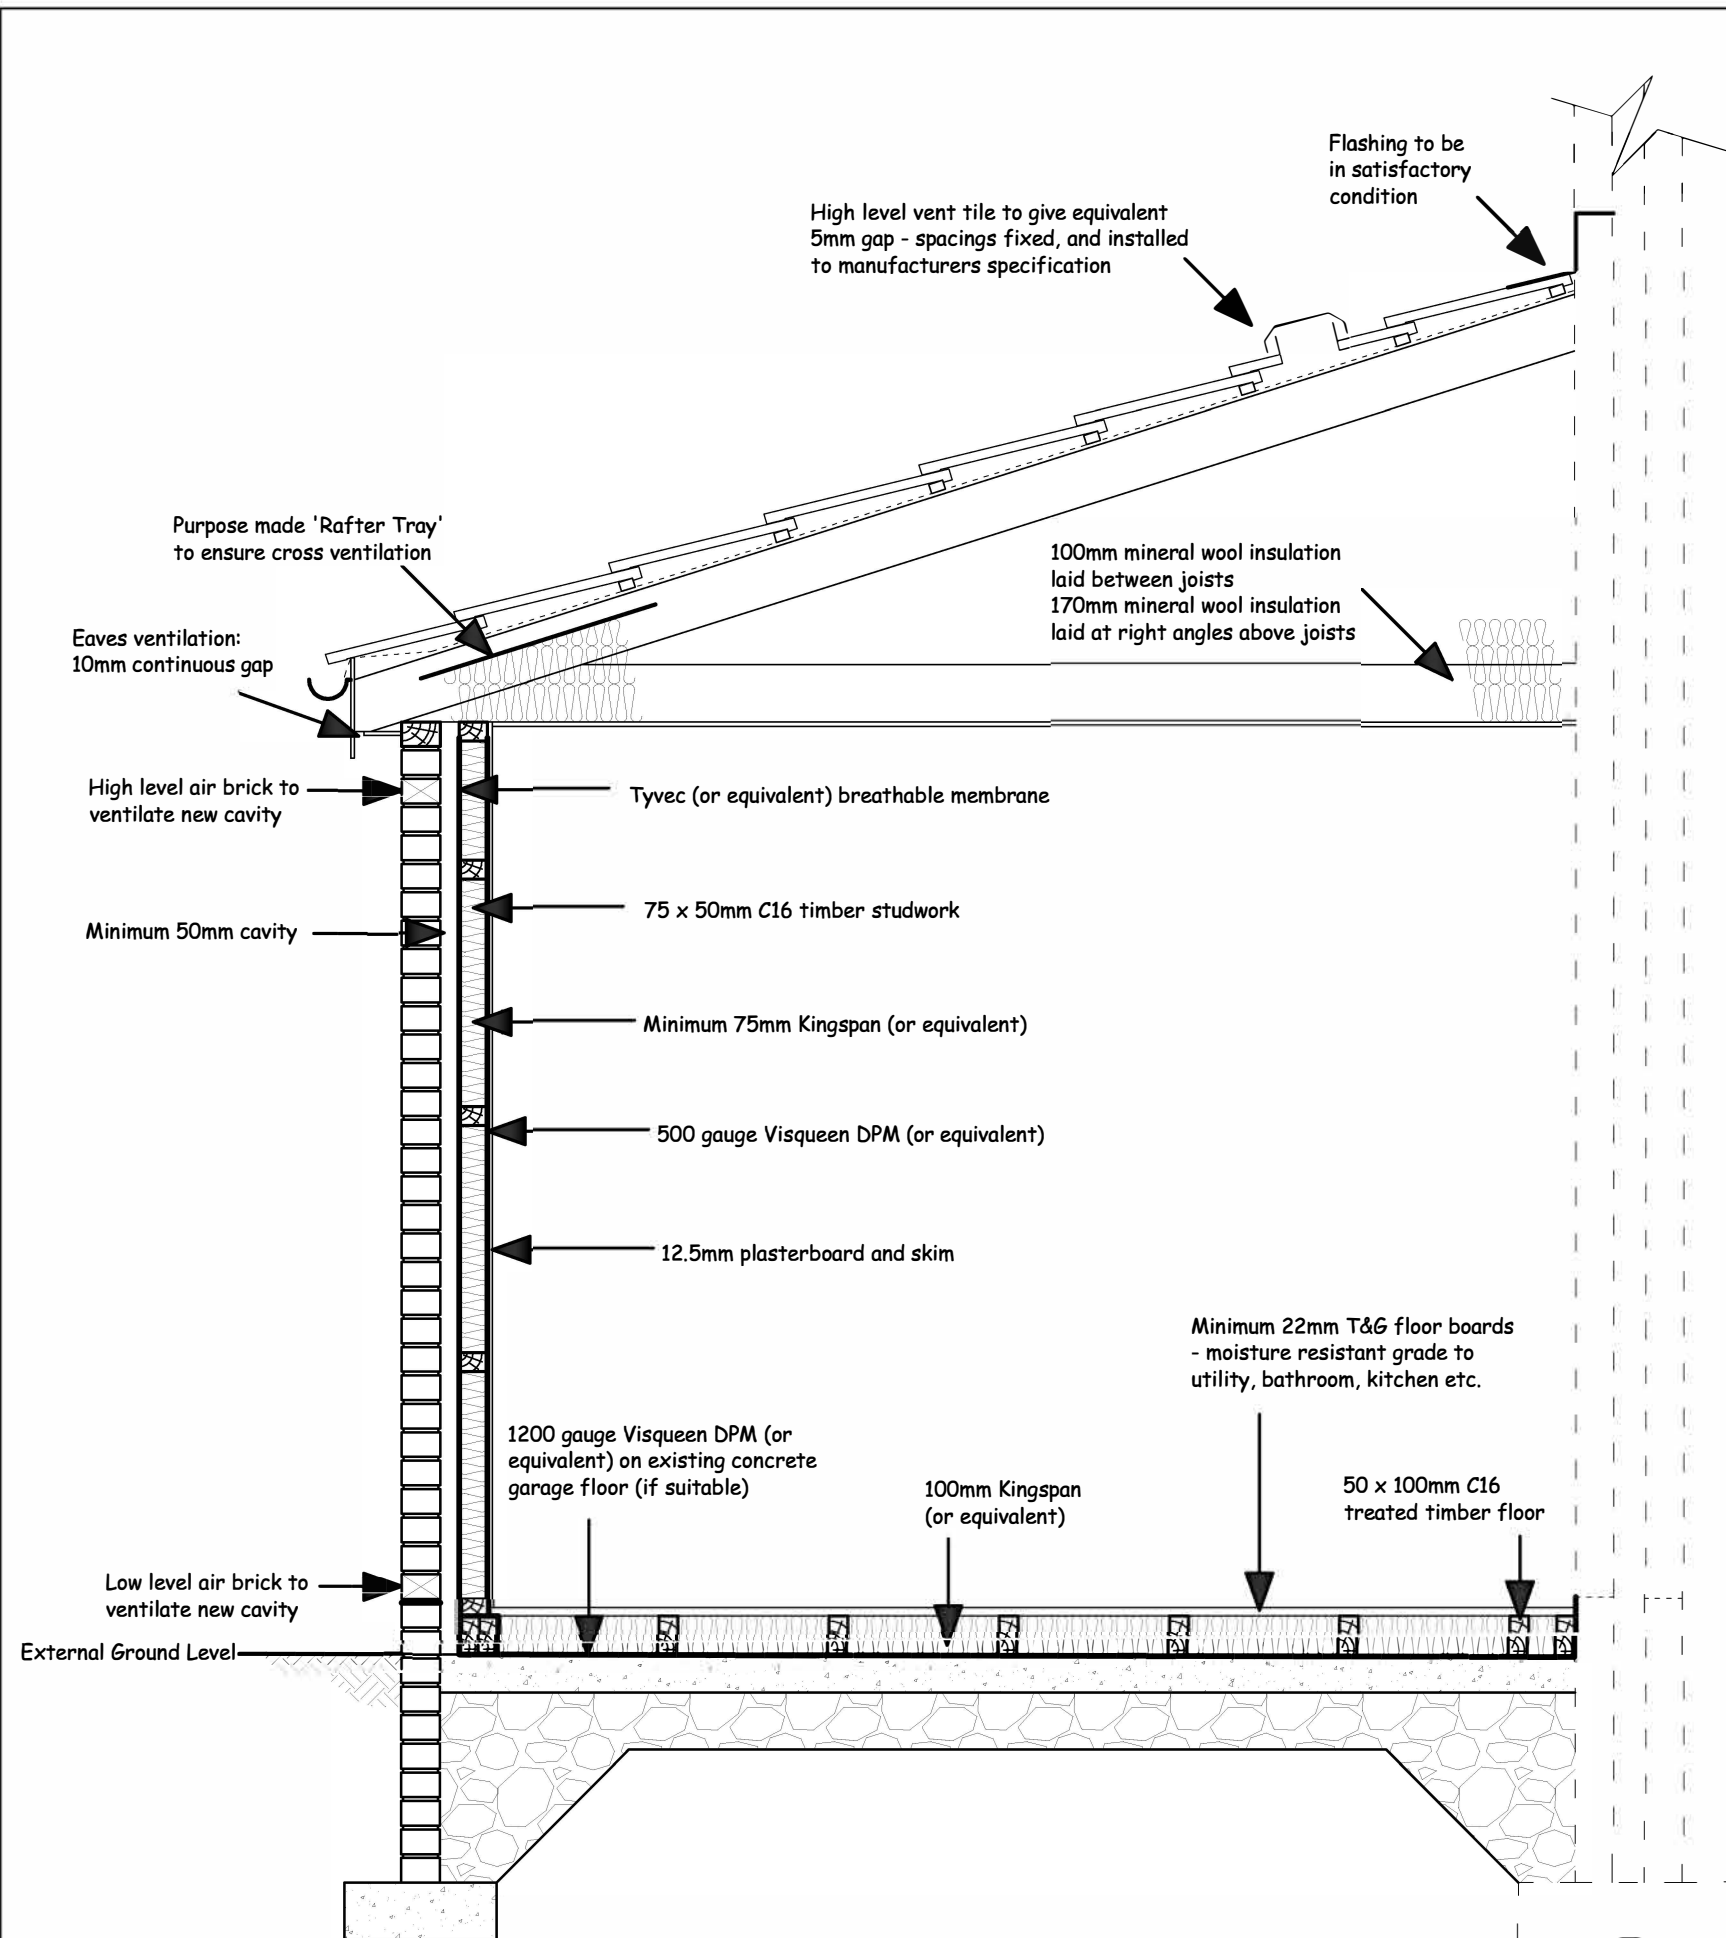 Flashing to be
in satisfactory
condition
High level vent tile to give equivalent
5mm gap - spacings fixed, and installed
to manufacturers specification
Purpose made 'Rafter Tray'
to ensure cross ventilation
100mm mineral wool insulation
laid between joists
170mm mineral wool insulation
laid at right angles above joists
Eaves ventilation:
10mm continuous gap
High level air brick to
ventilate new cavity
Tyvec (or equivalent) breathable membrane
75 x 50mm C16 timber studwork
Minimum 50mm cavity
Minimum 75mm Kingspan (or equivalent)
500 gauge Visqueen DPM (or equivalent)
12.5mm plasterboard and skim
Minimum 22mm T&G floor boards
- moisture resistant grade to
utility, bathroom, kitchen etc.
1200 gauge Visqueen DPM (or
equivalent) on existing concrete
garage floor (if suitable)
100mm Kingspan
(or equivalent)
50 x 100mm C16
treated timber floor
Low level air brick to
ventilate new cavity
External Ground Level